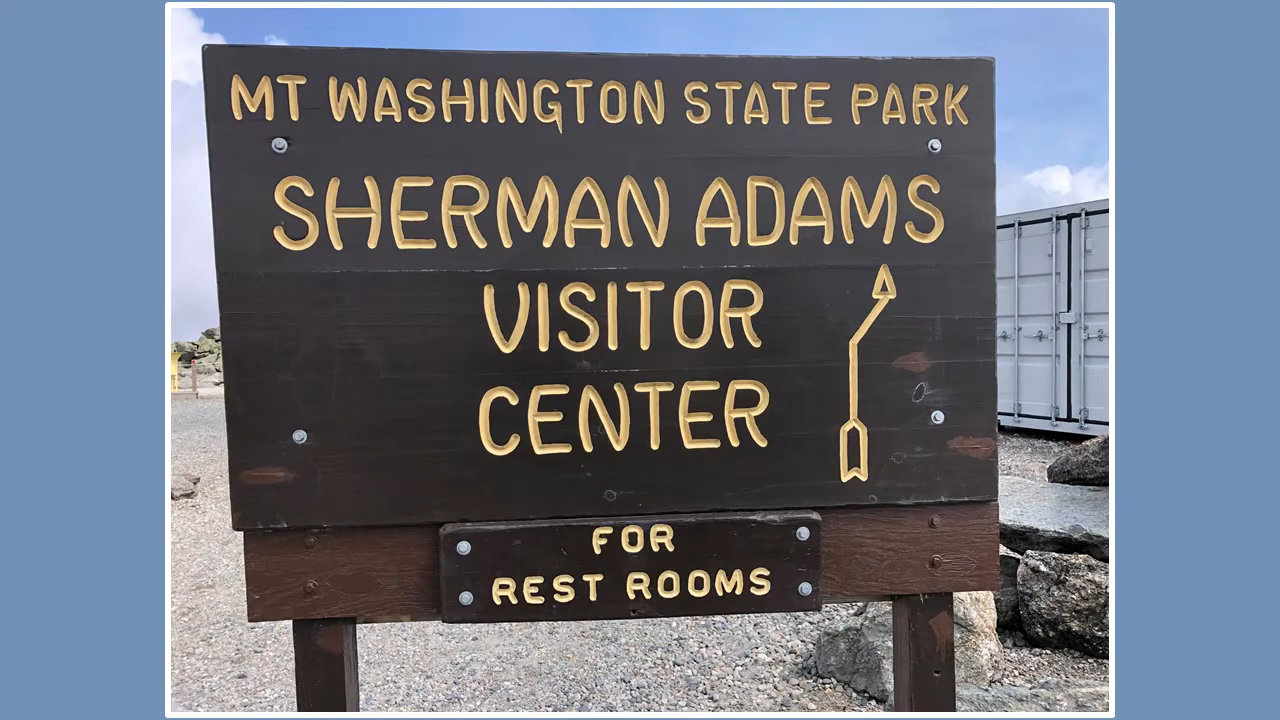 MT WASHINGTON STATE PARK
SHERMAN ADAMS
VISITOR
CENTER
FOR
REST ROOMS